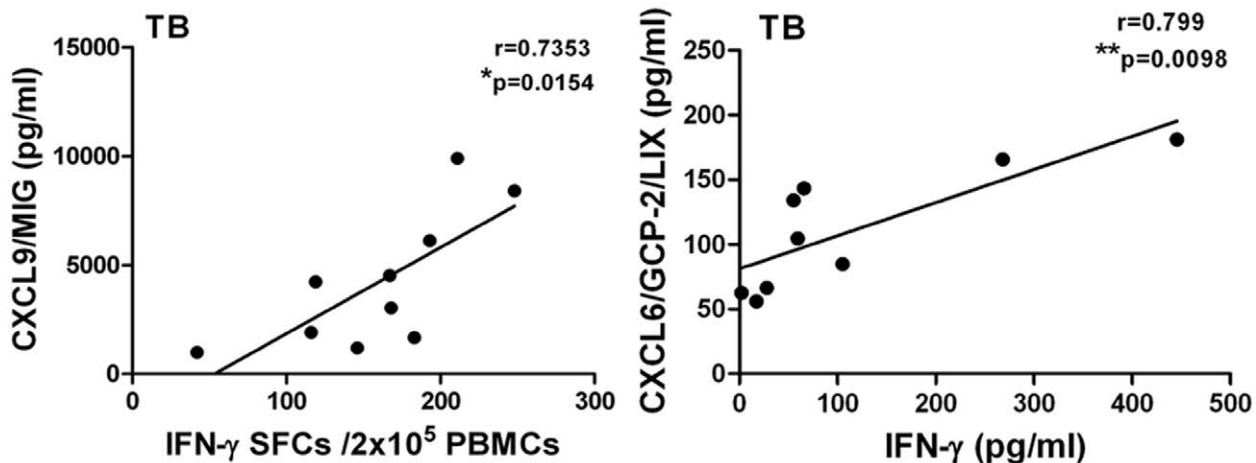 TB
r=0.7353
*p=0.0154
CXCL9/MIG (pg/ml)
15000
10000
5000
0
0 100 200 300
IFN-γ SFCs /2x10⁵ PBMCs
TB
r=0.799
**p=0.0098
CXCL6/GCP-2/LIX (pg/ml)
250
200
150
100
50
0
0 100 200 300 400 500
IFN-γ (pg/ml)